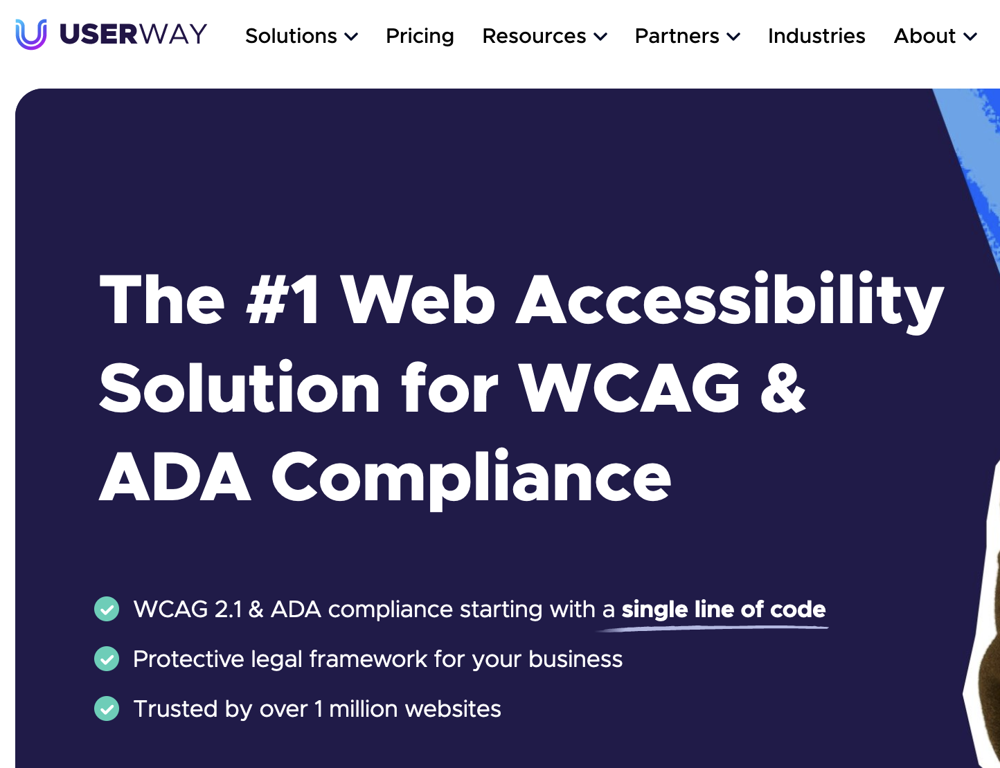 USERWAY Solutions Pricing Resources Partners Industries About
The #1 Web Accessibility
Solution for WCAG &
ADA Compliance
WCAG 2.1 & ADA compliance starting with a single line of code
Protective legal framework for your business
Trusted by over 1 million websites